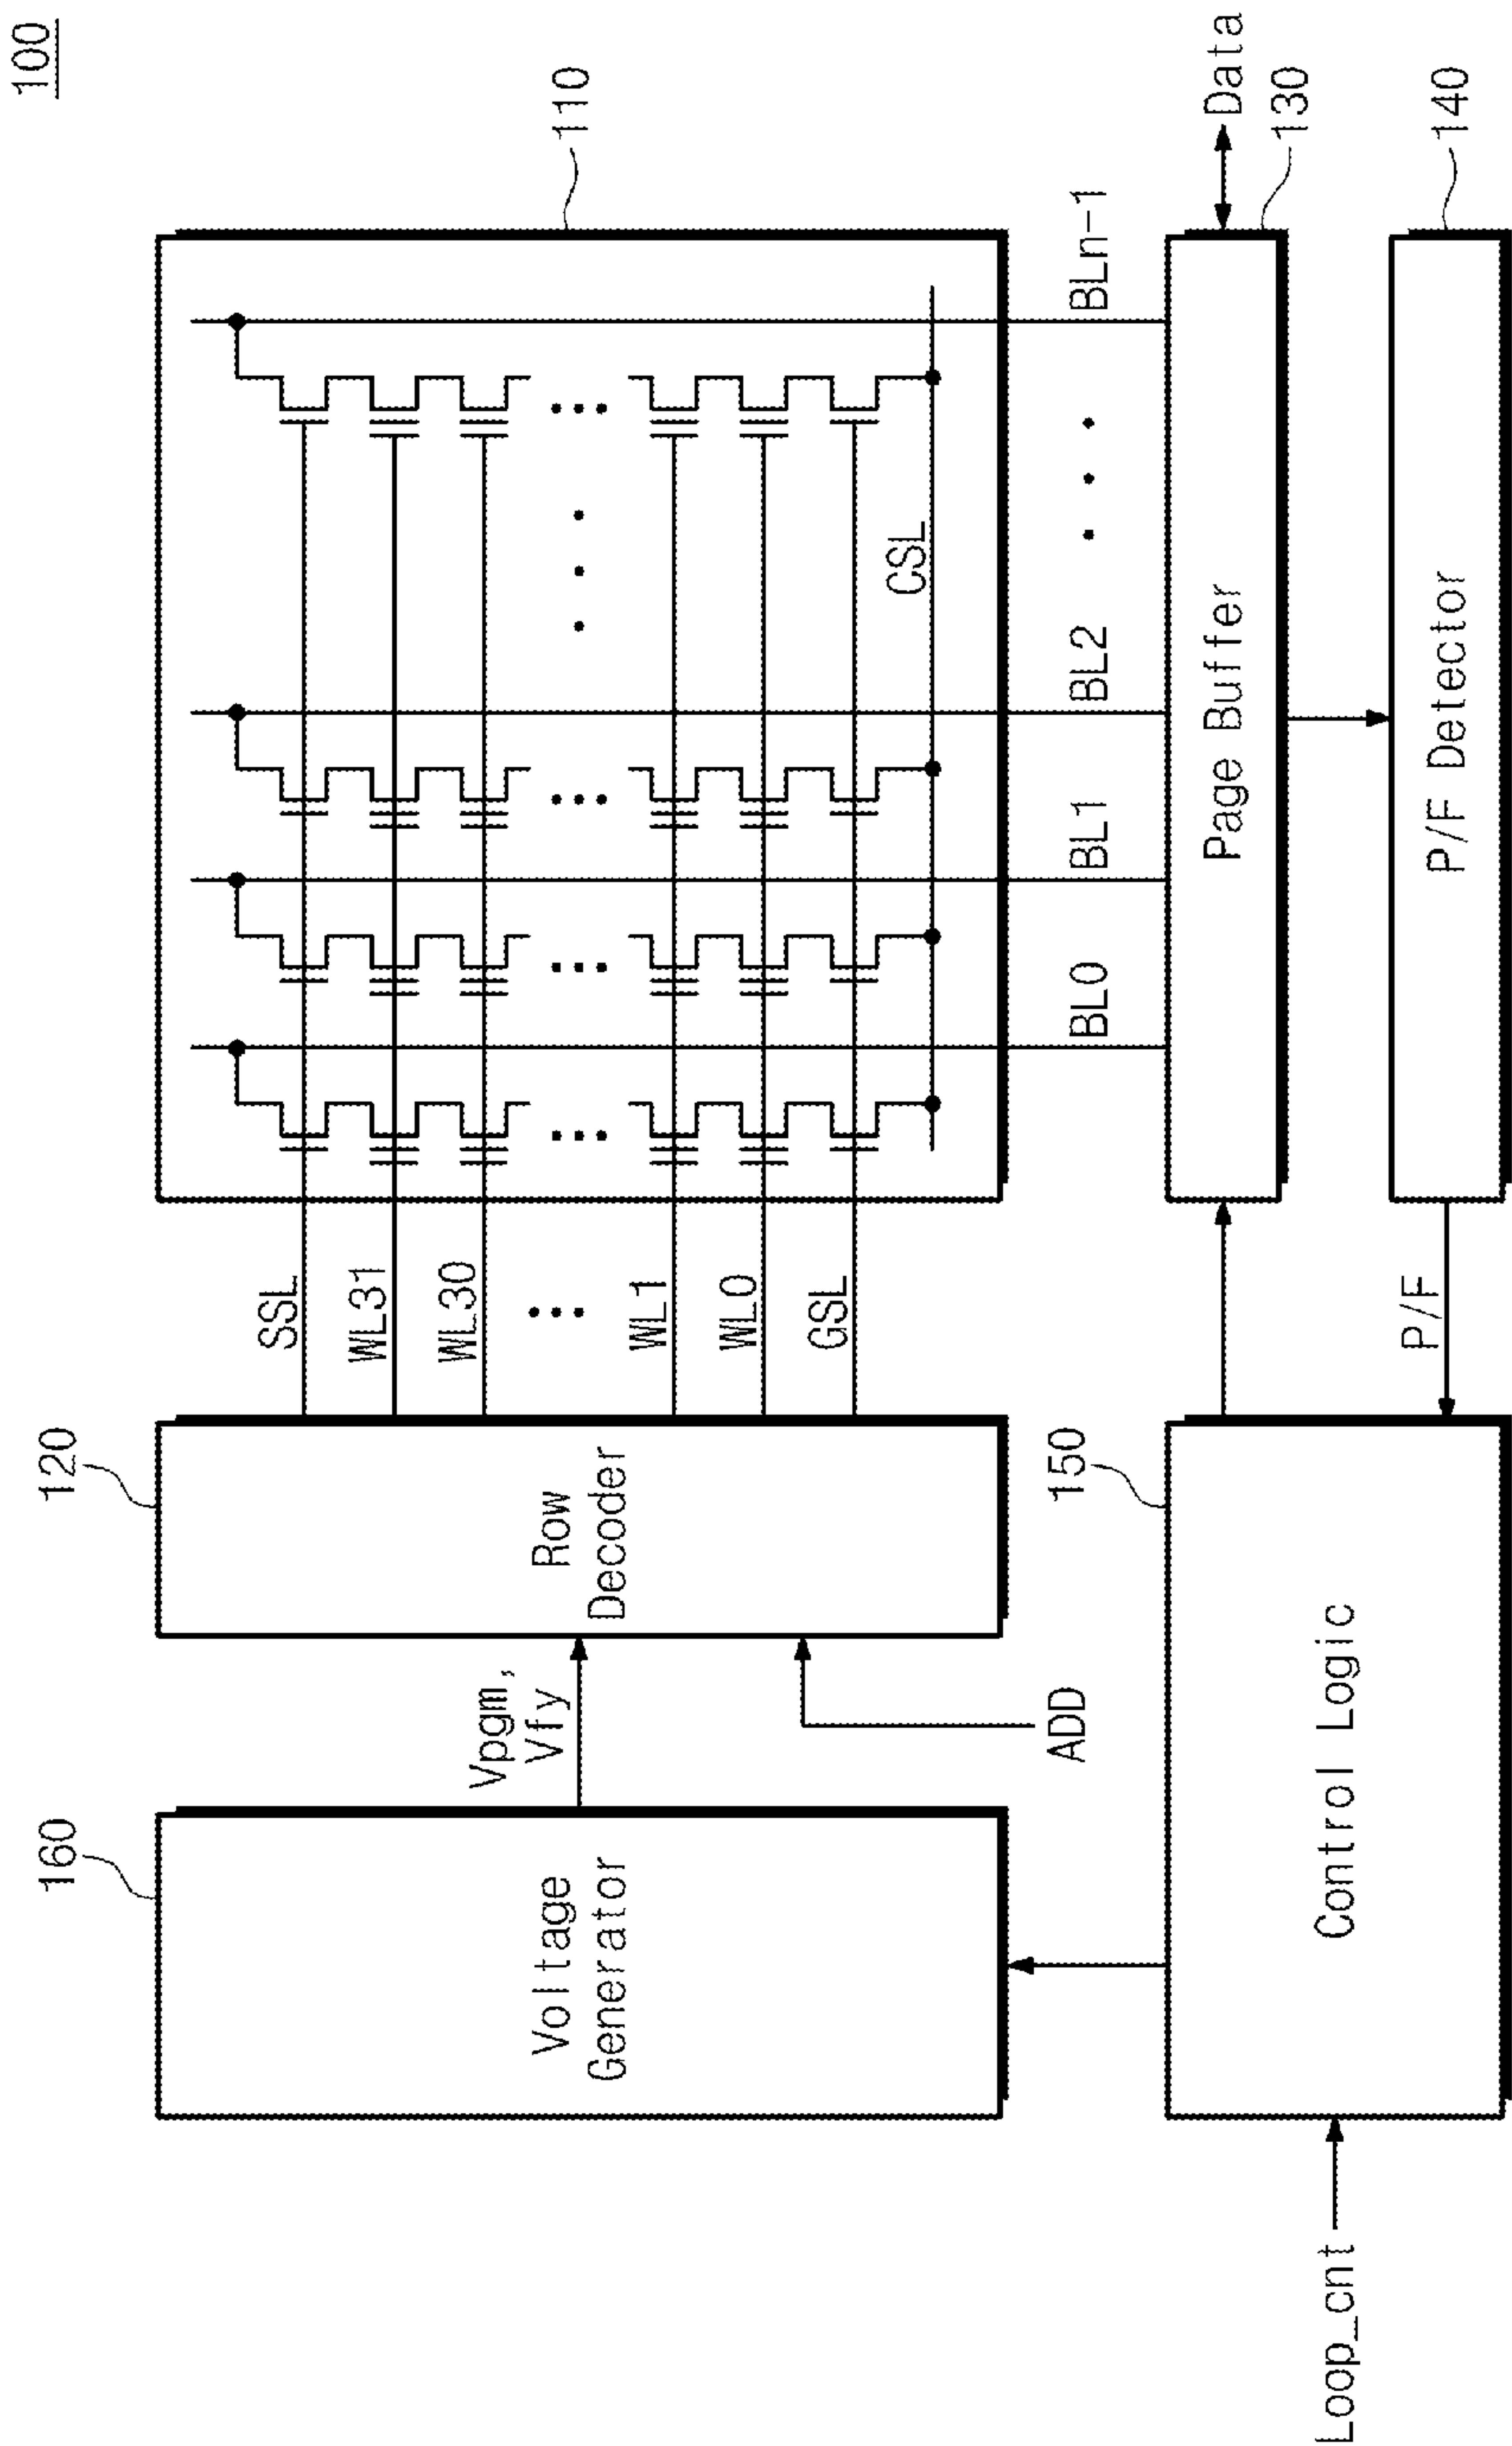 100
160
120
110
Voltage
Generator
Vpgm,
Vfy
Row
Decoder
ADD
SSL
WL31
WL30
WL1
WL0
GSL
CSL
BL0
BL1
BL2
BLn-1
Loop_cnt
150
Control Logic
Page Buffer
Data
130
P/F
P/F Detector
140